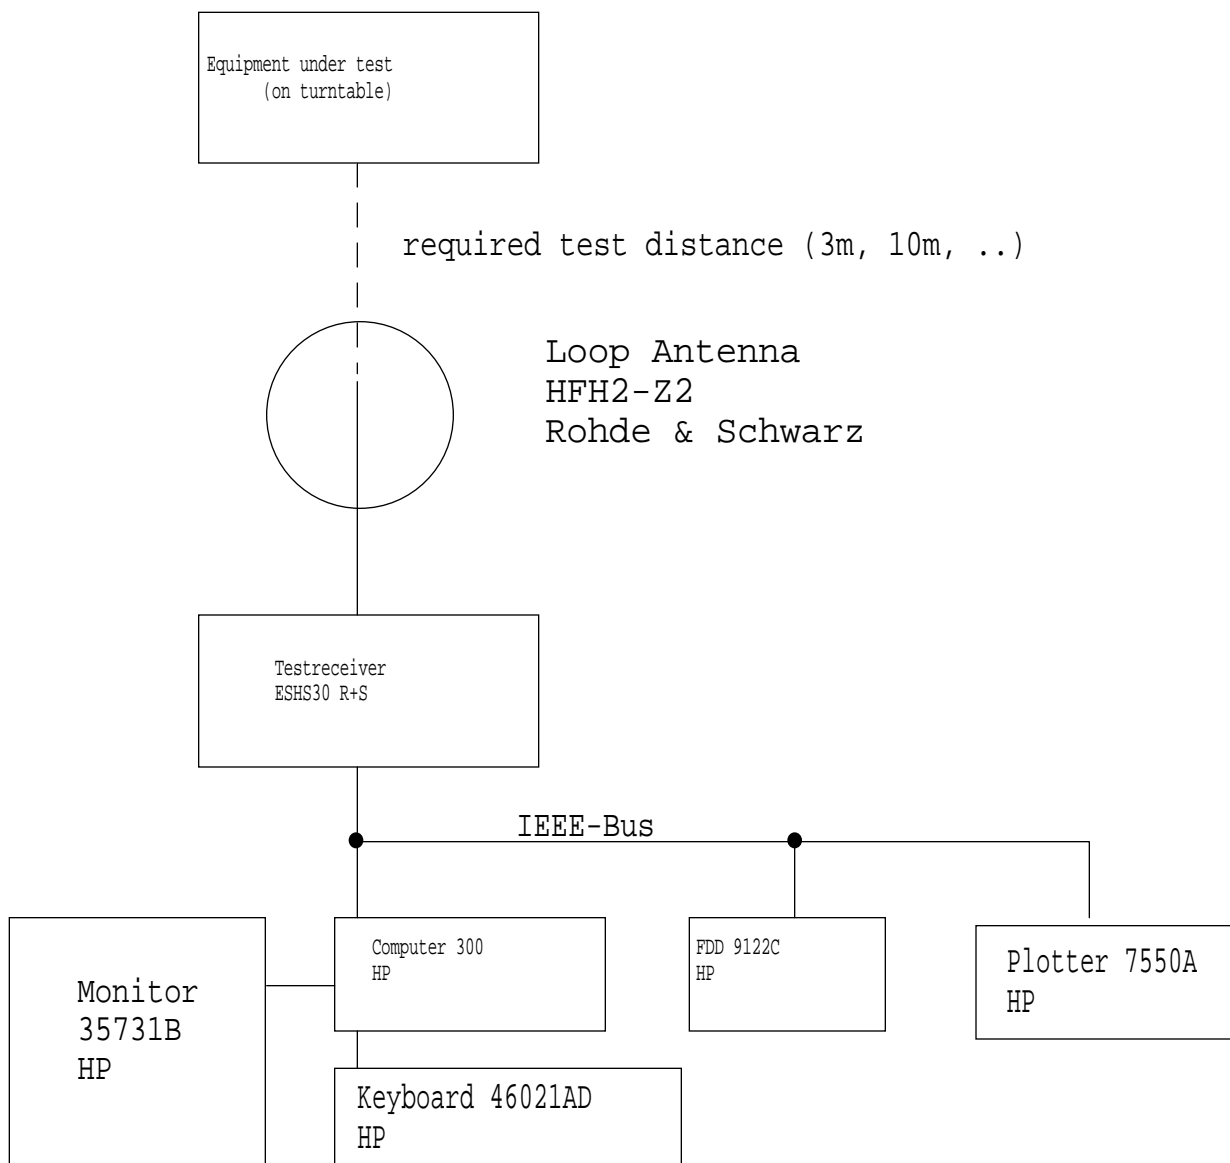 Equipment under test
(on turntable)
required test distance (3m, 10m, ..)
Loop Antenna
HFH2-Z2
Rohde & Schwarz
Testreceiver
ESHS30 R+S
IEEE-Bus
Computer 300
HP
FDD 9122C
HP
Plotter 7550A
HP
Monitor
35731B
HP
Keyboard 46021AD
HP